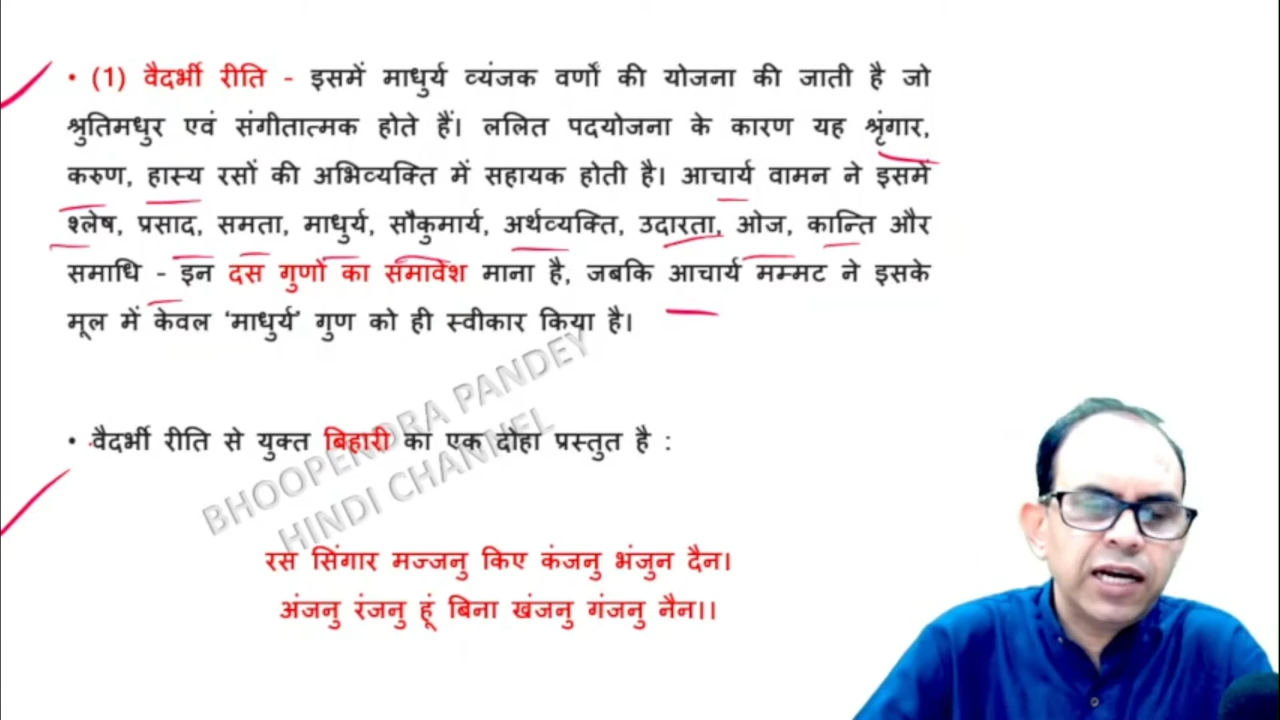 • (1) वैदर्भी रीति - इसमें माधुर्य व्यंजक वर्णों की योजना की जाती है जो
श्रुतिमधुर एवं संगीतात्मक होते हैं। ललित पदयोजना के कारण यह श्रृंगार,
करुण, हास्य रसों की अभिव्यक्ति में सहायक होती है। आचार्य वामन ने इसमें
श्लेष, प्रसाद, समता, माधुर्य, सौकुमार्य, अर्थव्यक्ति, उदारता, ओज, कान्ति और
समाधि - इन दस गुणों का समावेश माना है, जबकि आचार्य मम्मट ने इसके
मूल में केवल 'माधुर्य' गुण को ही स्वीकार किया है।
• वैदर्भी रीति से युक्त बिहारी का एक दोहा प्रस्तुत है :
BHOOPENDRA PANDEY
HINDI CHANNEL
रस सिंगार मज्जनु किए कंजनु भंजुन दैन।
अंजनु रंजनु हूं बिना खंजनु गंजनु नैन।।